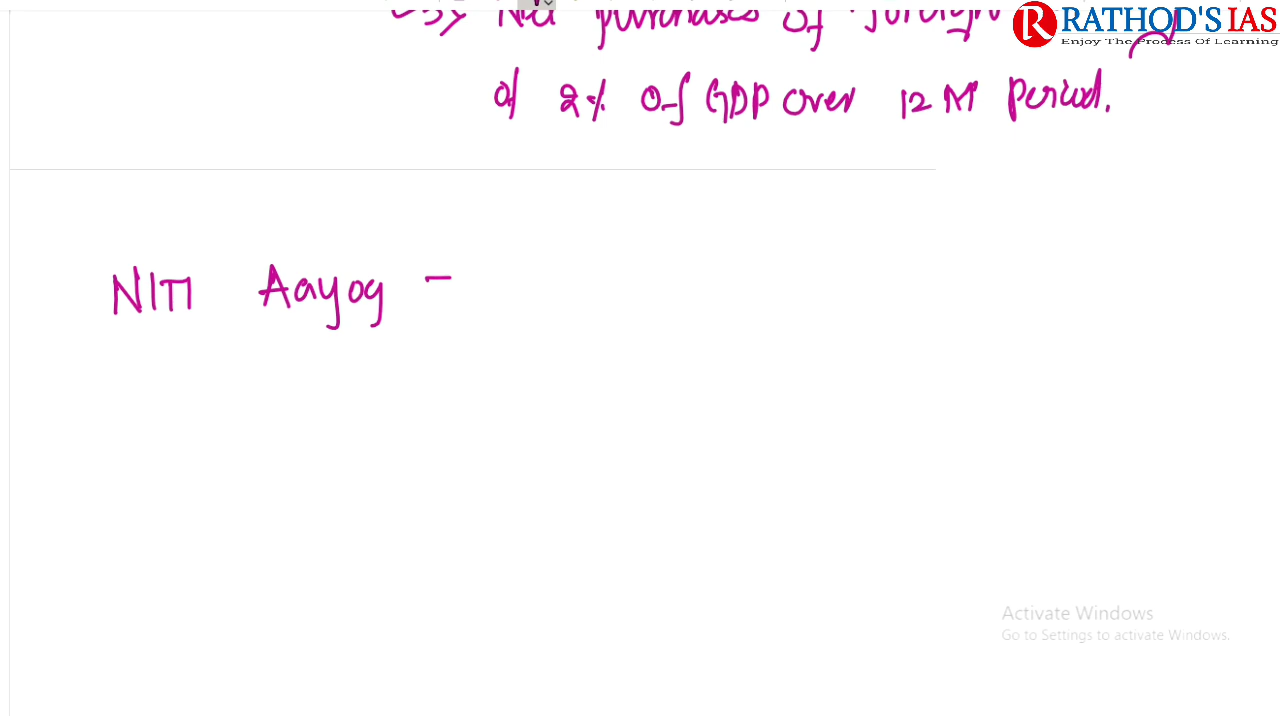 Net purchases of foreign
RATHOD'S IAS
Enjoy The Process Of Learning
of 2% of GDP over 12 M period.
NITI Aayog -
Activate Windows
Go to Settings to activate Windows.